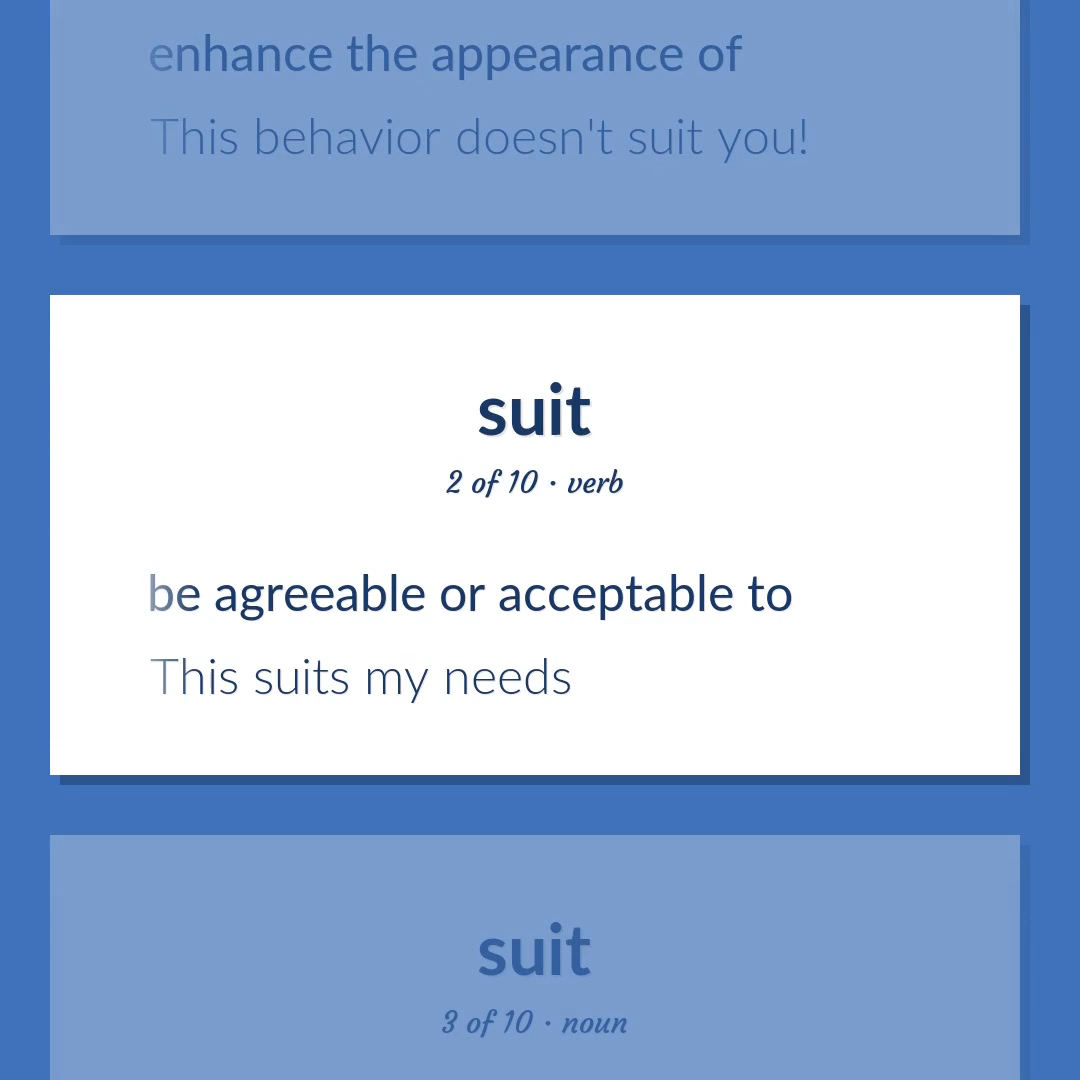 enhance the appearance of
This behavior doesn't suit you!
suit
2 of 10 · verb
be agreeable or acceptable to
This suits my needs
suit
3 of 10 · noun